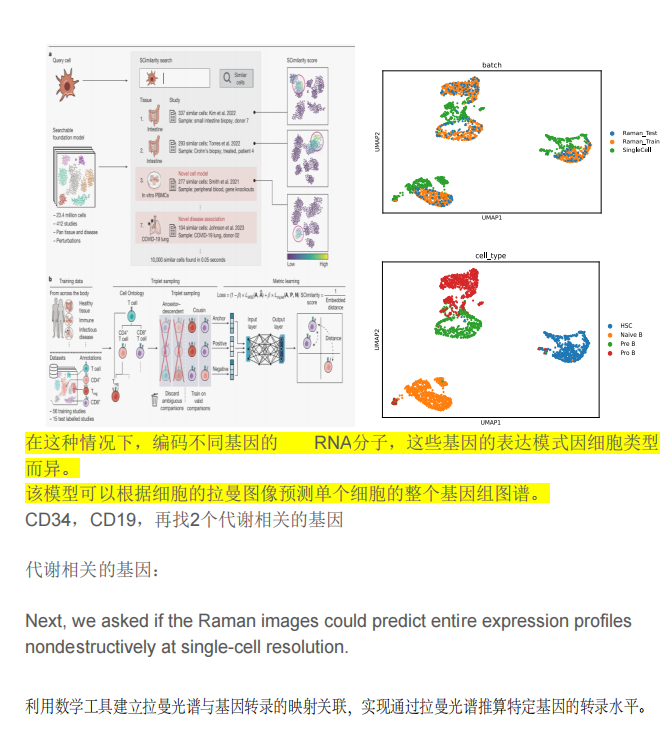 a
Query cell
SCimilarity search
SCimilarity score
Similar cells
Searchable
foundation model
Tissue
Study
1.
Intestine
337 similar cells: Kim et al. 2022
Sample: small intestine biopsy, donor 7
2.
Intestine
293 similar cells: Torres et al. 2022
Sample: Crohn's biopsy, treated, patient 4
3.
In vitro PBMCs
Novel cell model
277 similar cells: Smith et al. 2021
Sample: peripheral blood, gene knockouts
7.
COVID-19 lung
Novel disease association
104 similar cells: Johnson et al. 2023
Sample: COVID-19 lung, donor 02
10,000 similar cells found in 0.05 seconds
– 23.4 million cells
– 412 studies
– Pan tissue and disease
– Perturbations
Low
High
batch
UMAP2
UMAP1
Raman_Test
Raman_Train
SingleCell
b
Training data
From across the body
Healthy
tissue
Immune
Infectious
disease
Datasets
Annotations
T cell
CD4+
Treg
CD8+
– 56 training studies
– 15 test labelled studies
Triplet sampling
Cell Ontology
T cell
CD4+
T cell
CD8+
T cell
Treg
Triplet sampling
Ancestor-
descendent
Cousin
Anchor
Positive
Negative
Discard
ambiguous
comparisons
Train on
valid
comparisons
Metric learning
Input
layer
Output
layer
SCimilarity =
score
1
Embedded
distance
Distance
cell_type
UMAP2
UMAP1
HSC
Naive B
Pre B
Pro B
在这种情况下，编码不同基因的 RNA分子，这些基因的表达模式因细胞类型
而异。
该模型可以根据细胞的拉曼图像预测单个细胞的整个基因组图谱。
CD34，CD19，再找2个代谢相关的基因
代谢相关的基因：
Next, we asked if the Raman images could predict entire expression profiles
nondestructively at single-cell resolution.
利用数学工具建立拉曼光谱与基因转录的映射关联，实现通过拉曼光谱推算特定基因的转录水平。